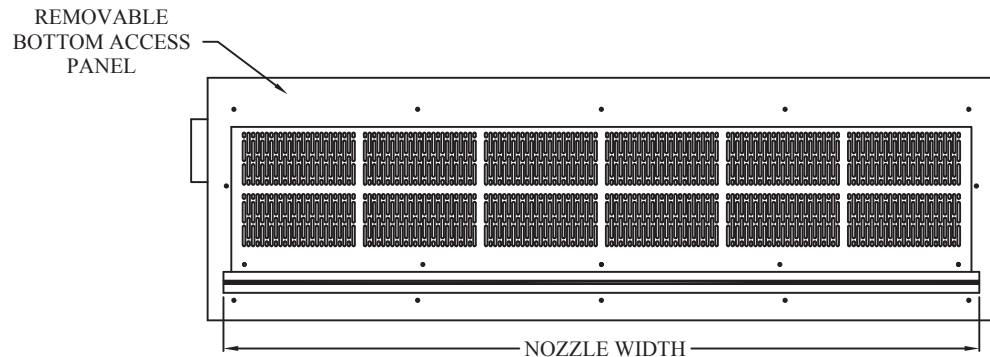 REMOVABLE
BOTTOM ACCESS
PANEL
NOZZLE WIDTH